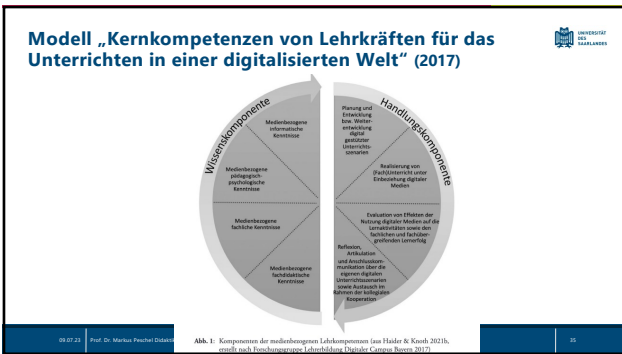 Modell „Kernkompetenzen von Lehrkräften für das
Unterrichten in einer digitalisierten Welt“ (2017)
UNIVERSITÄT
DES
SAARLANDES
Wissenskomponente
Medienbezogene
informatische
Kenntnisse
Medienbezogene
pädagogisch-
psychologische
Kenntnisse
Medienbezogene
fachliche Kenntnisse
Medienbezogene
fachdidaktische
Kenntnisse
Handlungskomponente
Planung und
Entwicklung
bzw. Weiter-
entwicklung
digital
gestützter
Unterrichts-
szenarien
Realisierung von
(Fach)Unterricht unter
Einbeziehung digitaler
Medien
Evaluation von Effekten der
Nutzung digitaler Medien auf die
Lernaktivitäten sowie den
fachlichen und fachüber-
greifenden Lernerfolg
Reflexion,
Artikulation
und Anschlusskom-
munikation über die
eigenen digitalen
Unterrichtsszenarien
sowie Austausch im
Rahmen der kollegialen
Kooperation
09.07.23 Prof. Dr. Markus Peschel Didakti
Abb. 1: Komponenten der medienbezogenen Lehrkompetenzen (aus Haider & Knoth 2021b,
erstellt nach Forschungsgruppe Lehrerbildung Digitaler Campus Bayern 2017)
35